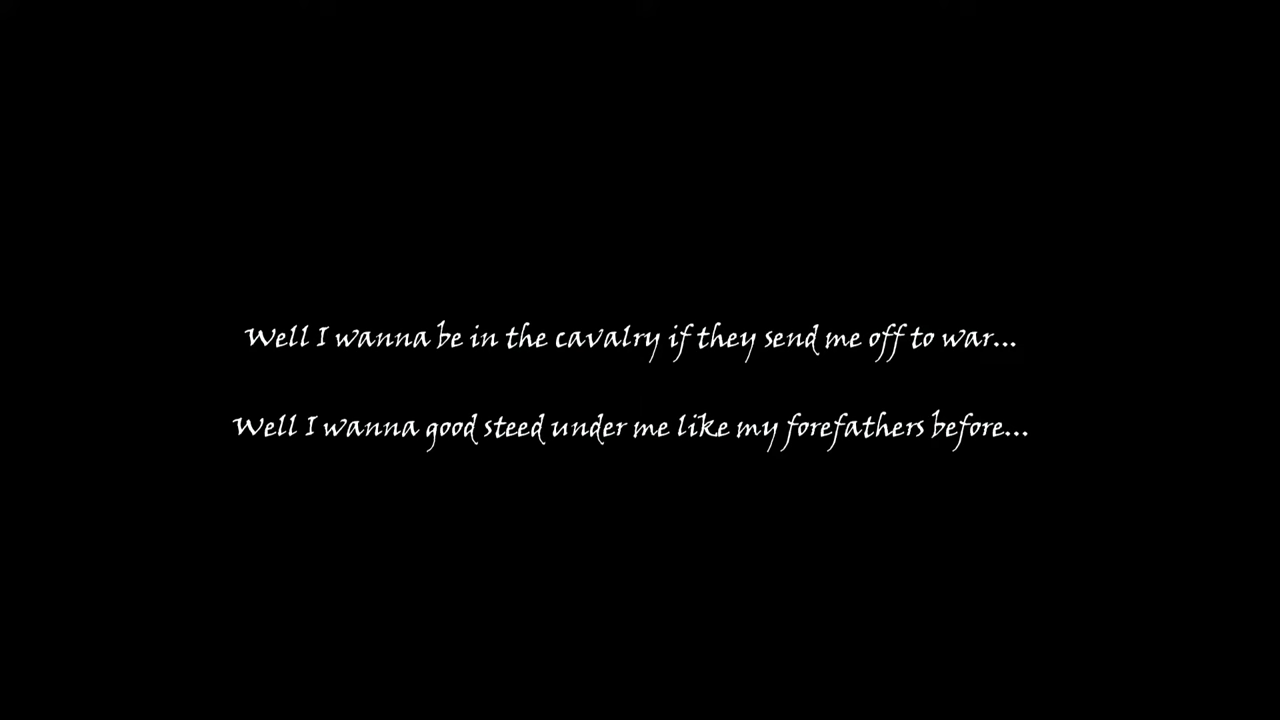 Well I wanna be in the cavalry if they send me off to war...
Well I wanna good steed under me like my forefathers before...